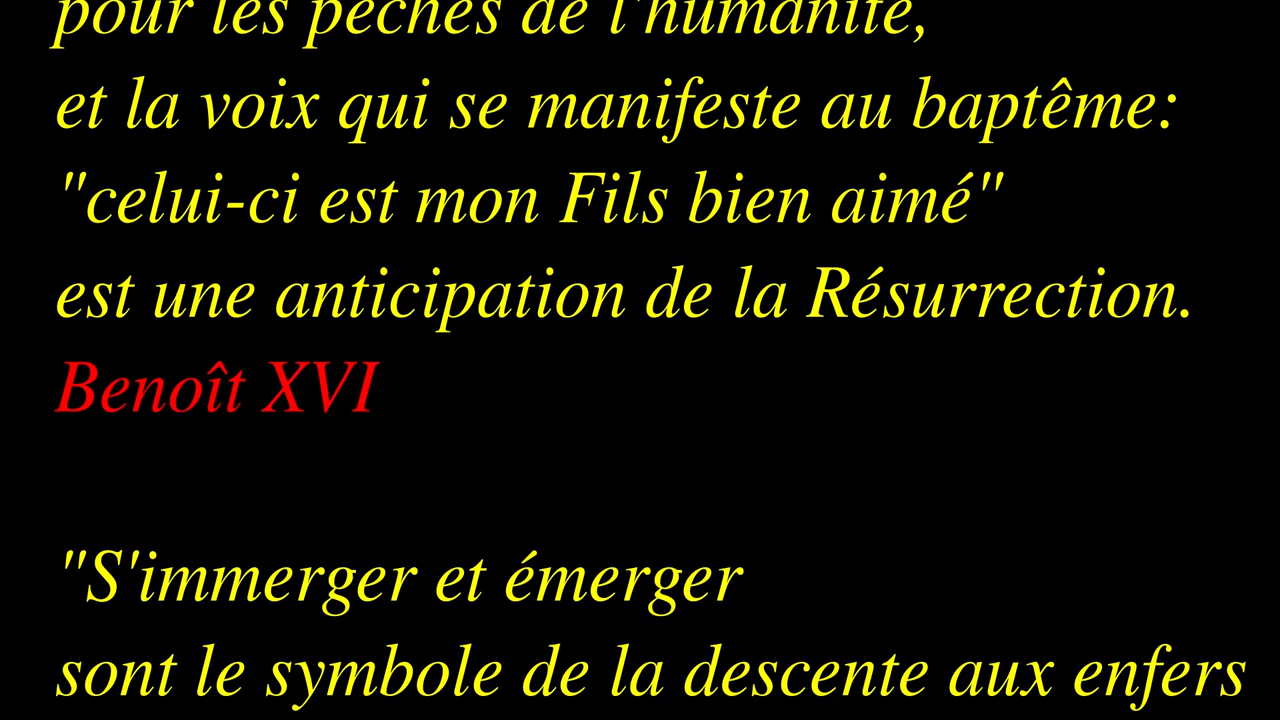 pour les péchés de l'humanité,
et la voix qui se manifeste au baptême:
"celui-ci est mon Fils bien aimé"
est une anticipation de la Résurrection.
Benoît XVI
"S'immerger et émerger
sont le symbole de la descente aux enfers